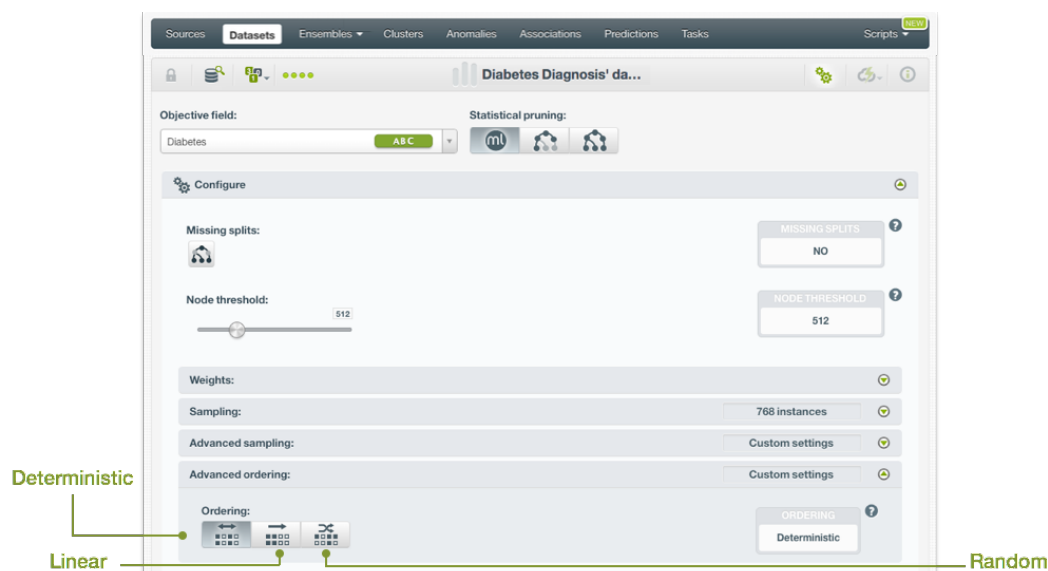 Sources Datasets Ensembles Clusters Anomalies Associations Predictions Tasks Scripts NEW
Diabetes Diagnosis' da...
Objective field: Statistical pruning:
Diabetes ABC ml
Configure
Missing splits: MISSING SPLITS ?
NO
Node threshold: NODE THRESHOLD ?
512 512
Weights:
Sampling: 768 instances
Advanced sampling: Custom settings
Advanced ordering: Custom settings
Deterministic
Ordering: ORDERING ?
Deterministic
Linear Random